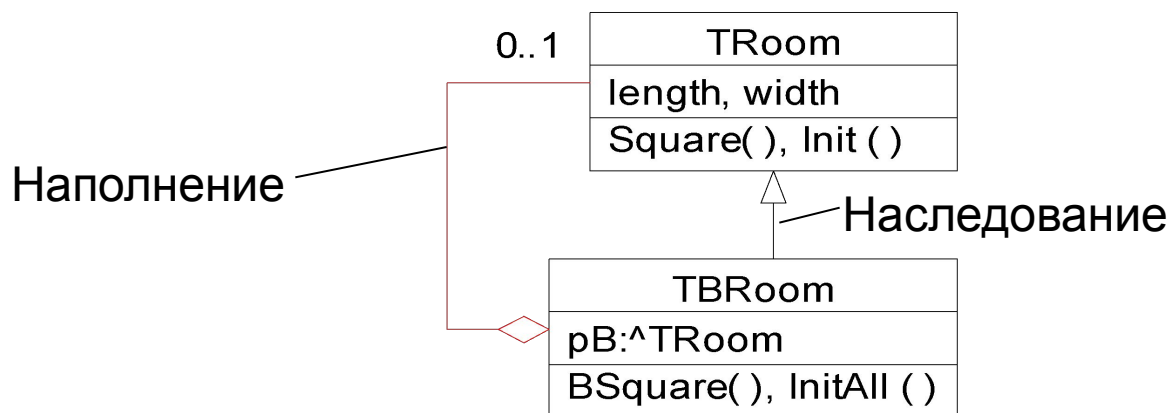 0..1
TRoom
length, width
Square( ), Init ( )
Наполнение
Наследование
TBRoom
pB:^TRoom
BSquare( ), InitAll ( )